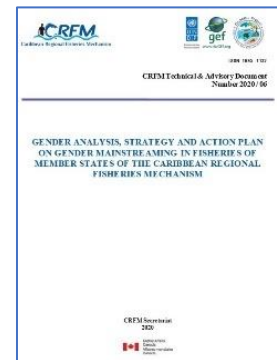 CRFM
Caribbean Regional Fisheries Mechanism
gef
CRFM Technical & Advisory Document
Number 2020 / 06
GENDER ANALYSIS, STRATEGY AND ACTION PLAN
ON GENDER MAINSTREAMING IN FISHERIES OF
MEMBER STATES OF THE CARIBBEAN REGIONAL
FISHERIES MECHANISM
CRFM Secretariat
2020